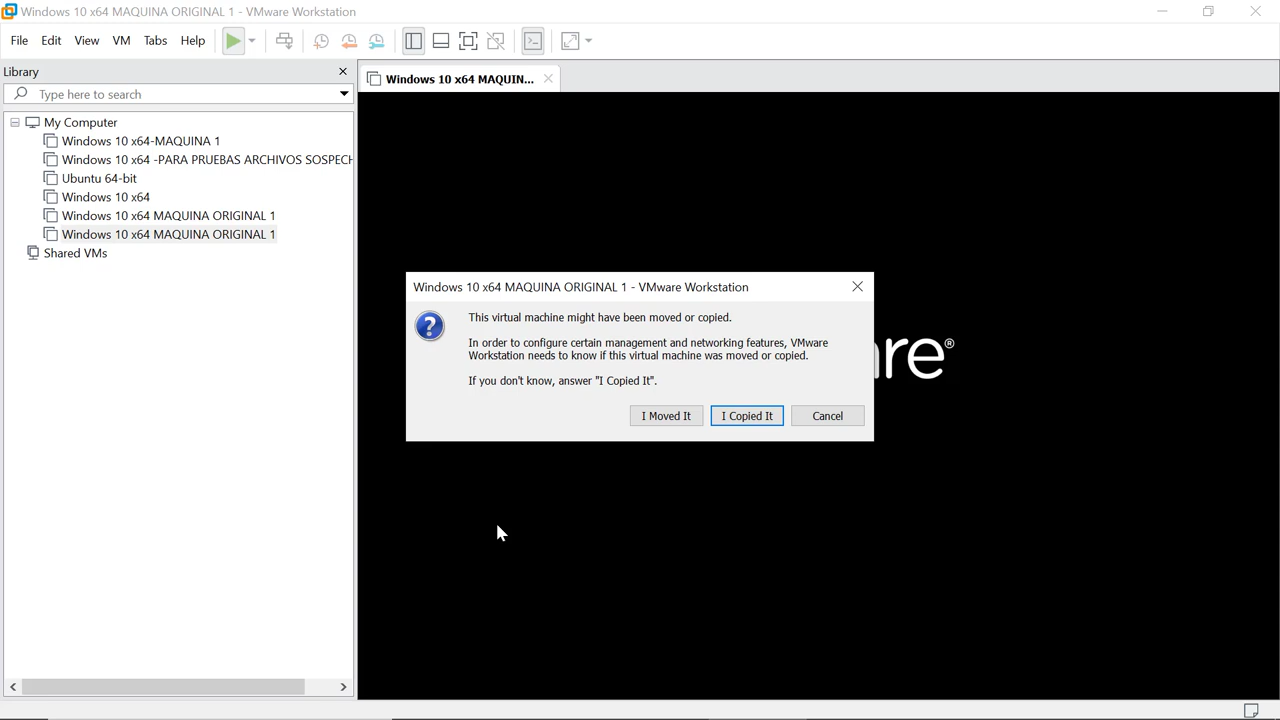 Windows 10 x64 MAQUINA ORIGINAL 1 - VMware Workstation
File Edit View VM Tabs Help
Library
Type here to search
My Computer
Windows 10 x64-MAQUINA 1
Windows 10 x64 -PARA PRUEBAS ARCHIVOS SOSPECH
Ubuntu 64-bit
Windows 10 x64
Windows 10 x64 MAQUINA ORIGINAL 1
Windows 10 x64 MAQUINA ORIGINAL 1
Shared VMs
Windows 10 x64 MAQUIN...
Windows 10 x64 MAQUINA ORIGINAL 1 - VMware Workstation
This virtual machine might have been moved or copied.
In order to configure certain management and networking features, VMware
Workstation needs to know if this virtual machine was moved or copied.
If you don't know, answer "I Copied It".
I Moved It I Copied It Cancel
are®